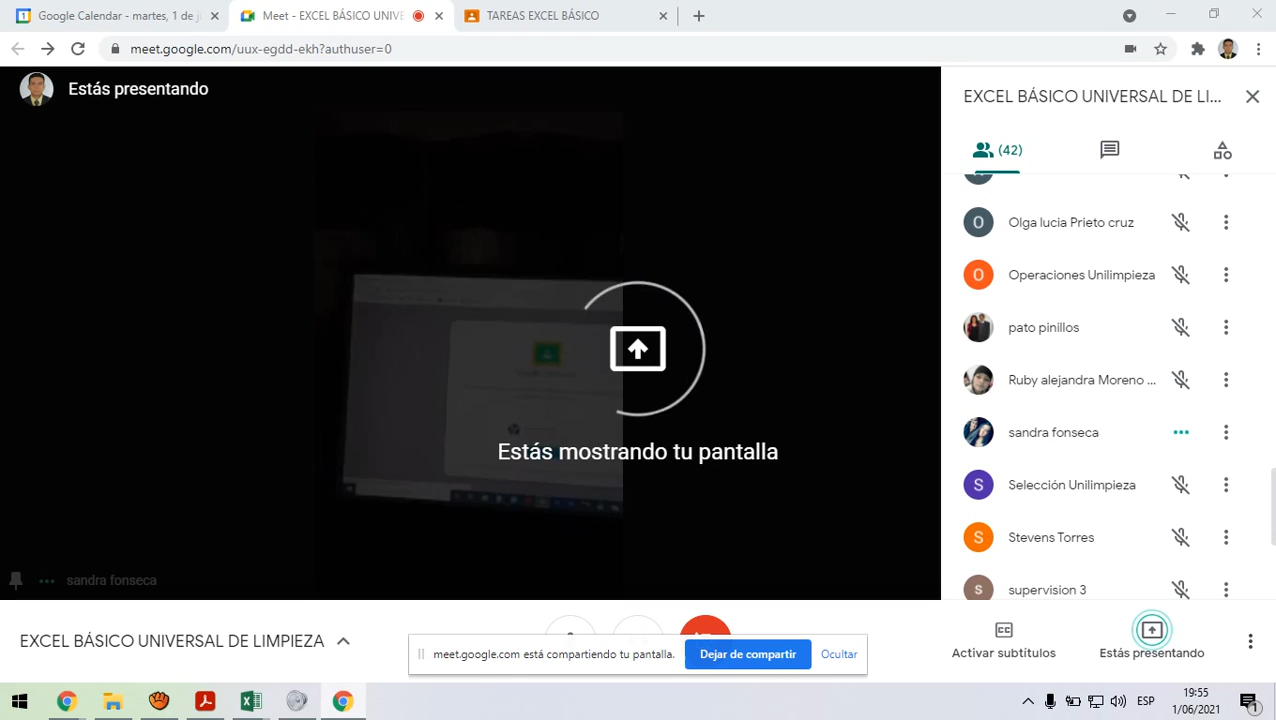 Google Calendar - martes, 1 de j
Meet - EXCEL BÁSICO UNIVE
TAREAS EXCEL BÁSICO
meet.google.com/uux-egdd-ekh?authuser=0
Estás presentando
EXCEL BÁSICO UNIVERSAL DE LI...
(42)
O Olga lucia Prieto cruz
O Operaciones Unilimpieza
pato pinillos
Ruby alejandra Moreno ...
sandra fonseca
S Selección Unilimpieza
S Stevens Torres
s supervision 3
Estás mostrando tu pantalla
sandra fonseca
EXCEL BÁSICO UNIVERSAL DE LIMPIEZA
meet.google.com está compartiendo tu pantalla.
Dejar de compartir
Ocultar
CC
Activar subtítulos
Estás presentando
ESP
19:55
1/06/2021
1